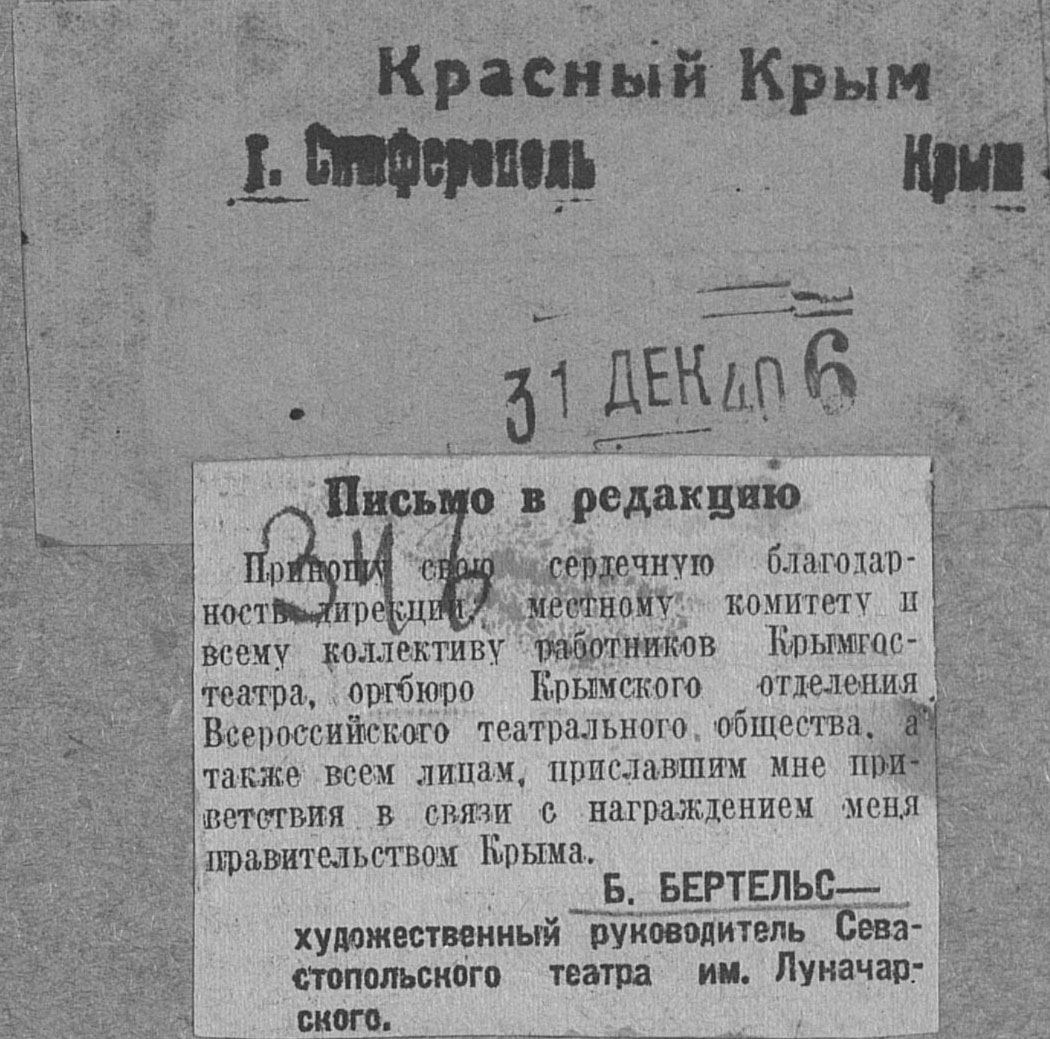 Красный Крым
г. Симферополь Крым
31 ДЕК 40 6
Письмо в редакцию
346
Приношу свою сердечную благодар-
ность дирекции, местному комитету и
всему коллективу работников Крымгос-
театра, оргбюро Крымского отделения
Всероссийского театрального общества, а
также всем лицам, приславшим мне при-
ветствия в связи с награждением меня
правительством Крыма.
Б. БЕРТЕЛЬС—
художественный руководитель Сева-
стопольского театра им. Луначар-
ского.